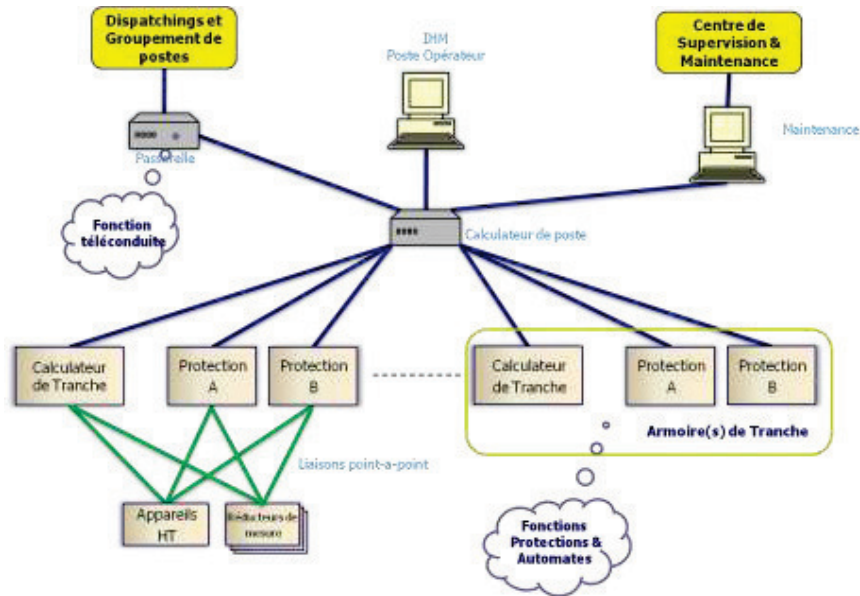 Dispatchings et
Groupement de
postes
IHM
Poste Opérateur
Centre de
Supervision &
Maintenance
Passerelle
Maintenance
Fonction
téléconduite
Calculateur de poste
Calculateur
de Tranche
Protection
A
Protection
B
Calculateur
de Tranche
Protection
A
Protection
B
Armoire(s) de Tranche
Liaisons point-a-point
Appareils
HT
Réducteurs de
mesure
Fonctions
Protections &
Automates